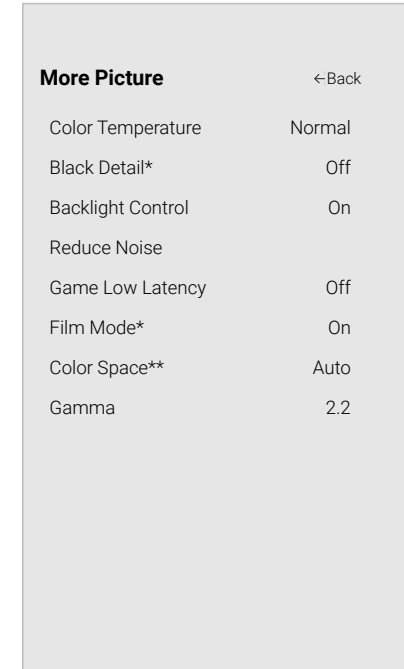 More Picture ←Back
Color Temperature Normal
Black Detail* Off
Backlight Control On
Reduce Noise
Game Low Latency Off
Film Mode* On
Color Space** Auto
Gamma 2.2